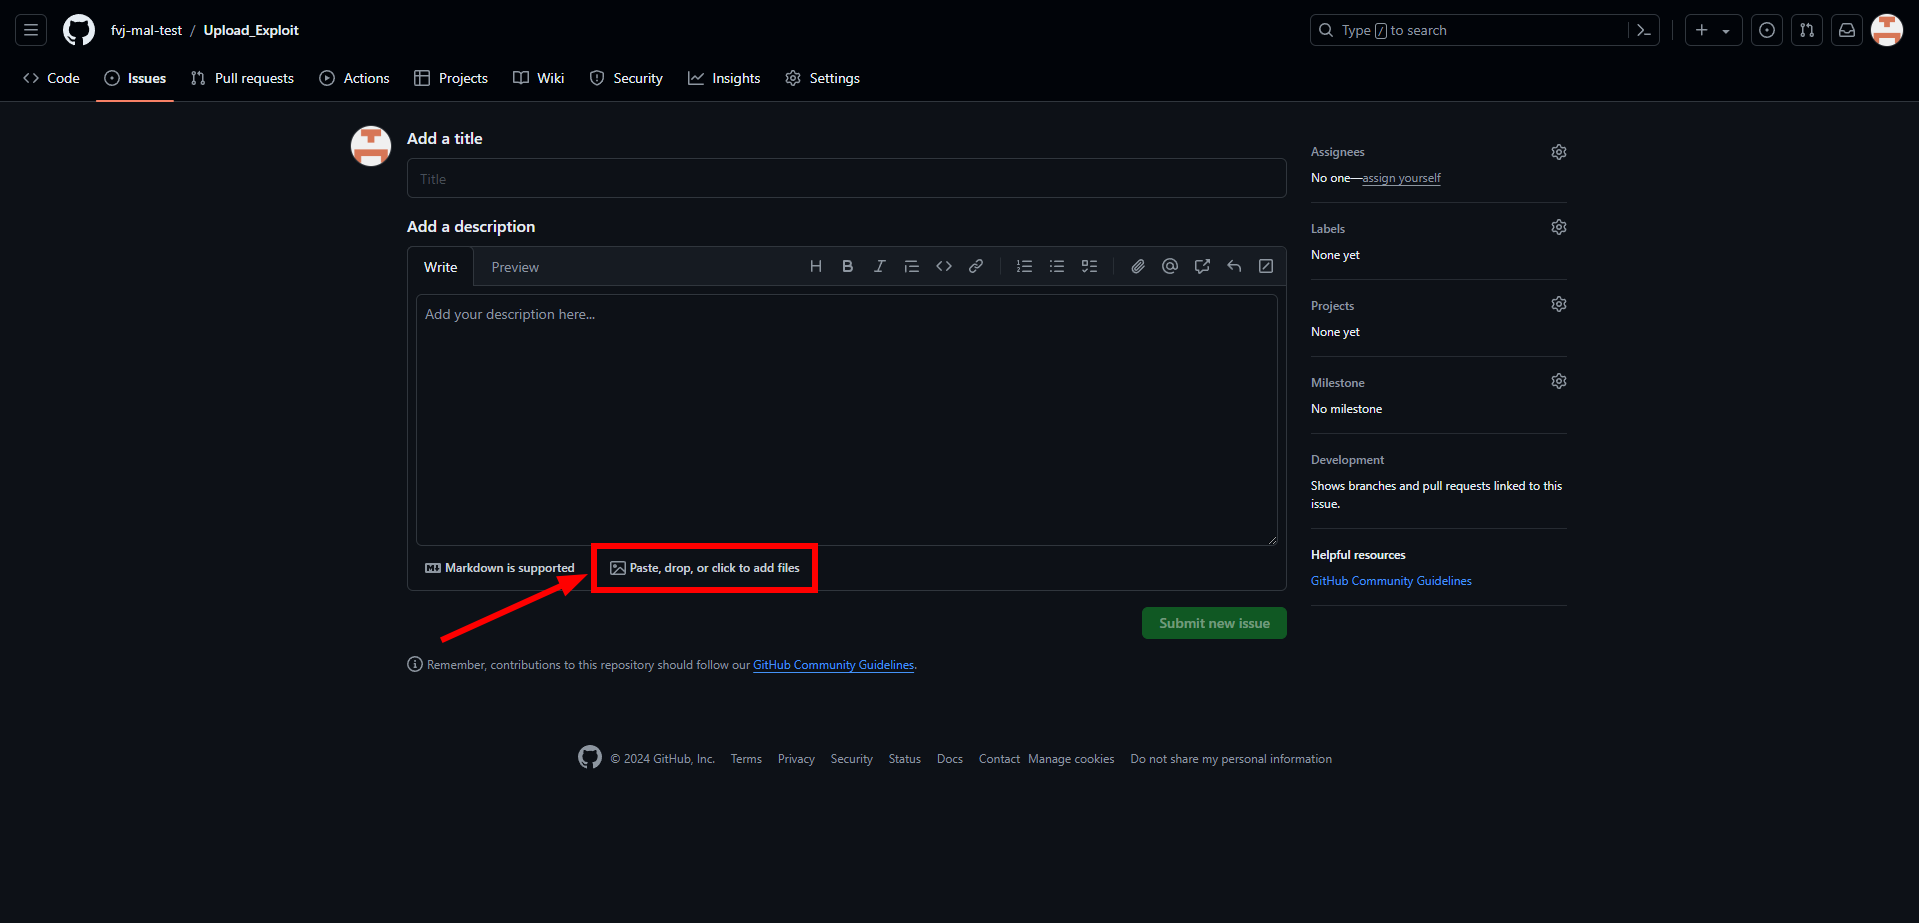 fvj-mal-test / Upload_Exploit
Type / to search
Code Issues Pull requests Actions Projects Wiki Security Insights Settings
Add a title
Title
Add a description
Write Preview
Add your description here...
Markdown is supported
Paste, drop, or click to add files
Submit new issue
Remember, contributions to this repository should follow our GitHub Community Guidelines.
Assignees
No one—assign yourself
Labels
None yet
Projects
None yet
Milestone
No milestone
Development
Shows branches and pull requests linked to this
issue.
Helpful resources
GitHub Community Guidelines
© 2024 GitHub, Inc. Terms Privacy Security Status Docs Contact Manage cookies Do not share my personal information